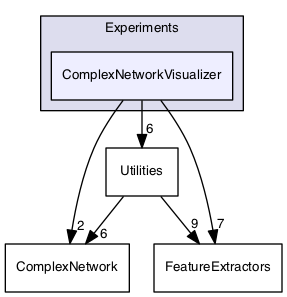 Experiments
ComplexNetworkVisualizer
6
Utilities
2
6
9
7
ComplexNetwork
FeatureExtractors